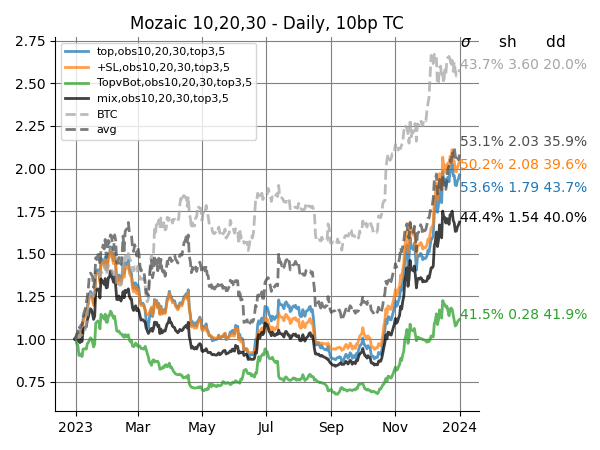 Mozaic 10,20,30 - Daily, 10bp TC
σ sh dd
2.75
2.50
2.25
2.00
1.75
1.50
1.25
1.00
0.75
top,obs10,20,30,top3,5
+SL,obs10,20,30,top3,5
TopvBot,obs10,20,30,top3,5
mix,obs10,20,30,top3,5
BTC
avg
43.7% 3.60 20.0%
53.1% 2.03 35.9%
50.2% 2.08 39.6%
53.6% 1.79 43.7%
44.4% 1.54 40.0%
41.5% 0.28 41.9%
2023 Mar May Jul Sep Nov 2024